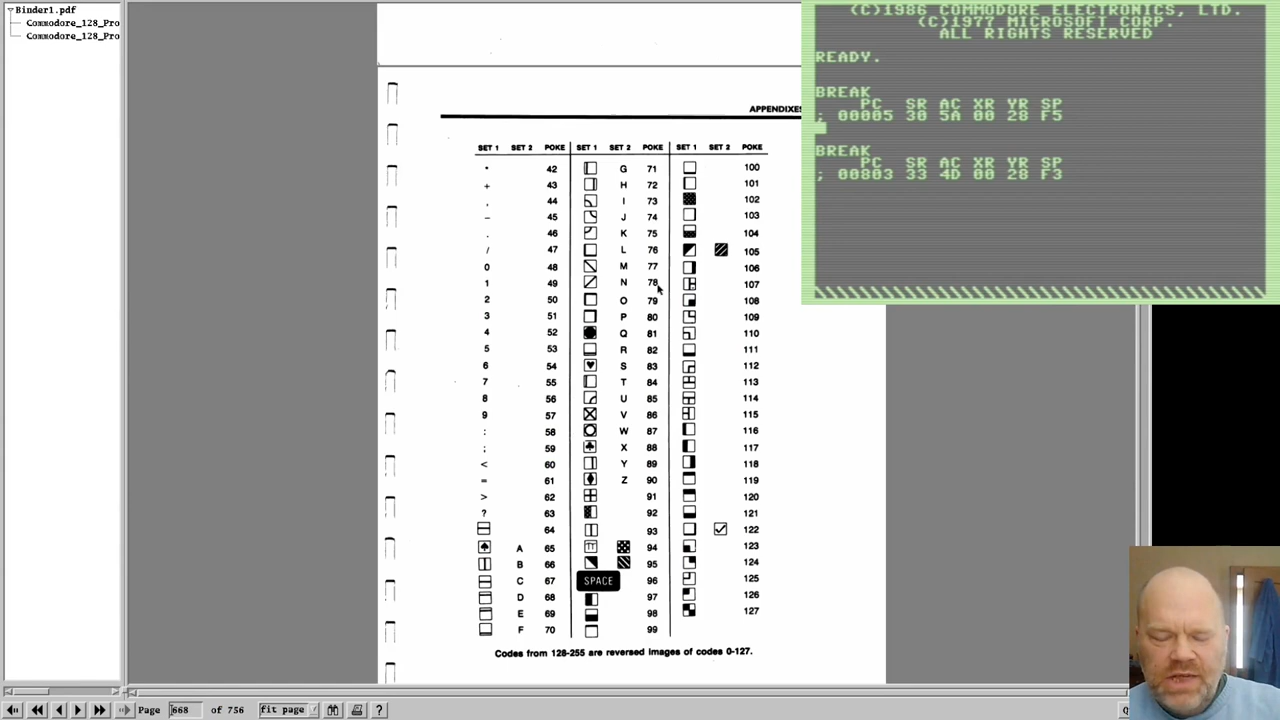 Binder1.pdf
Commodore_128_Pro
Commodore_128_Pro
APPENDIXES
SET 1 SET 2 POKE SET 1 SET 2 POKE SET 1 SET 2 POKE
* 42 G 71 100
+ 43 H 72 101
, 44 I 73 102
– 45 J 74 103
. 46 K 75 104
/ 47 L 76 105
0 48 M 77 106
1 49 N 78 107
2 50 O 79 108
3 51 P 80 109
4 52 Q 81 110
5 53 R 82 111
6 54 S 83 112
7 55 T 84 113
8 56 U 85 114
9 57 V 86 115
: 58 W 87 116
; 59 X 88 117
< 60 Y 89 118
= 61 Z 90 119
> 62 91 120
? 63 92 121
64 93 122
A 65 94 123
B 66 95 124
C 67 SPACE 96 125
D 68 97 126
E 69 98 127
F 70 99
Codes from 128-255 are reversed images of codes 0-127.
(C)1986 COMMODORE ELECTRONICS, LTD
(C)1977 MICROSOFT CORP.
ALL RIGHTS RESERVED
READY.
BREAK
PC SR AC XR YR SP
; 00005 30 5A 00 28 F5
BREAK
PC SR AC XR YR SP
; 00803 33 4D 00 28 F3
Page 668 of 756 fit page ? Q